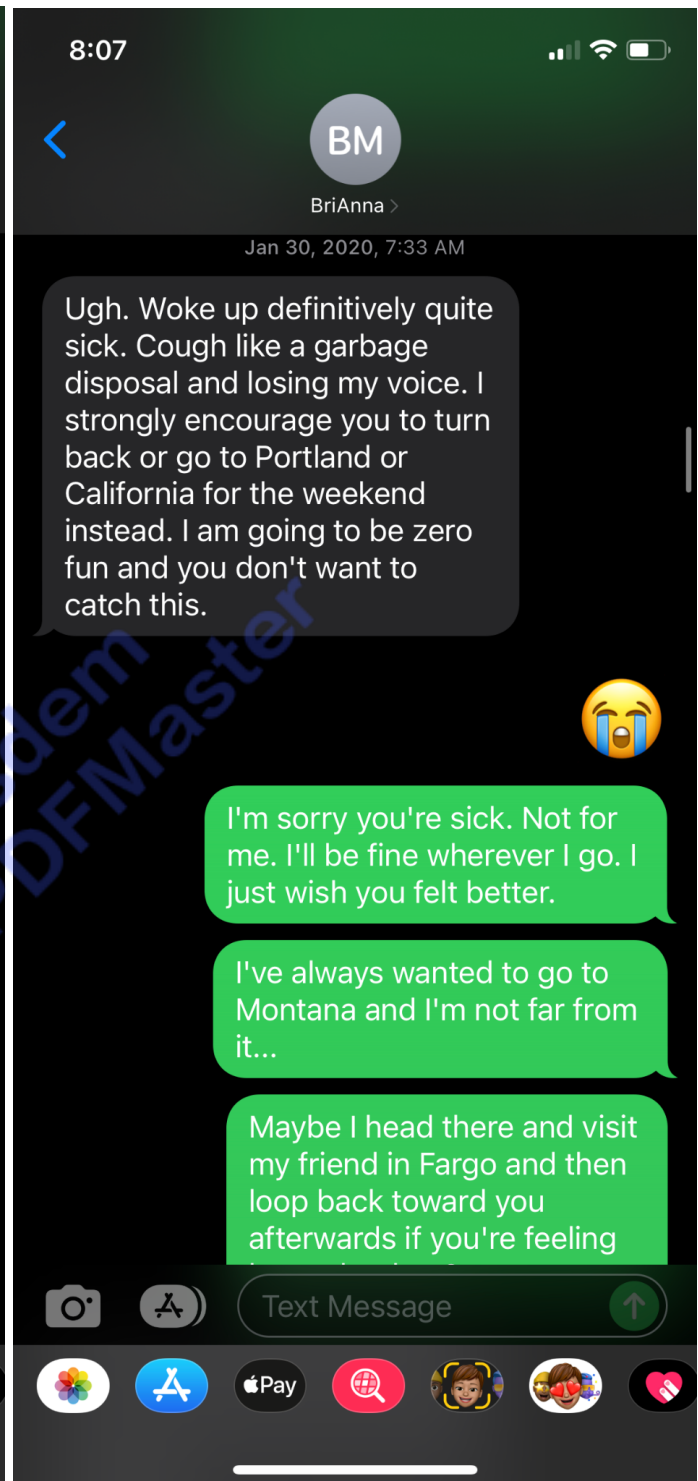 8:07
BM
BriAnna
Jan 30, 2020, 7:33 AM
Ugh. Woke up definitively quite
sick. Cough like a garbage
disposal and losing my voice. I
strongly encourage you to turn
back or go to Portland or
California for the weekend
instead. I am going to be zero
fun and you don't want to
catch this.
I'm sorry you're sick. Not for
me. I'll be fine wherever I go. I
just wish you felt better.
I've always wanted to go to
Montana and I'm not far from
it...
Maybe I head there and visit
my friend in Fargo and then
loop back toward you
afterwards if you're feeling
Text Message
Pay
PDFMaster